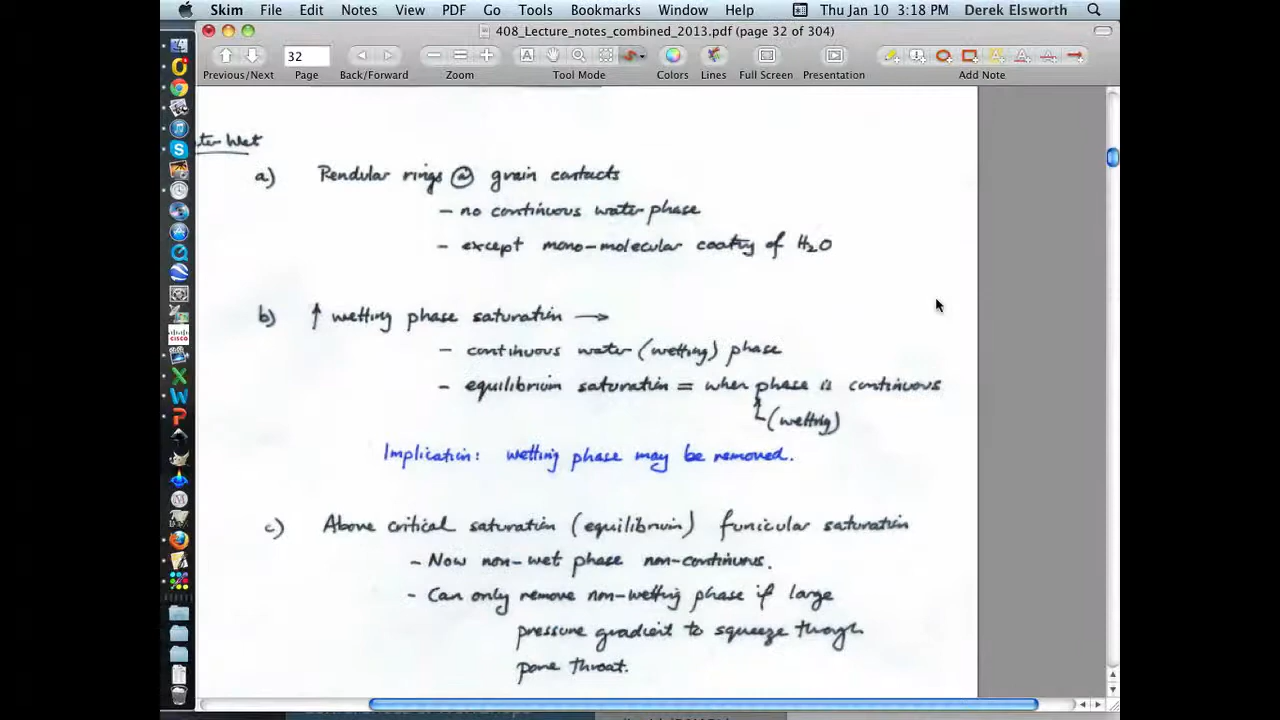 Skim File Edit Notes View PDF Go Tools Bookmarks Window Help Thu Jan 10 3:18 PM Derek Elsworth
408_Lecture_notes_combined_2013.pdf (page 32 of 304)
32
Previous/Next Page Back/Forward Zoom Tool Mode Colors Lines Full Screen Presentation Add Note
ter Wet
a) Pendular rings @ grain contacts
- no continuous water phase
- except mono-molecular coating of H2O
b) ↑ wetting phase saturation →
- continuous water (wetting) phase
- equilibrium saturation = when phase is continuous
(wetting)
Implication: wetting phase may be removed.
c) Above critical saturation (equilibrium) funicular saturation
- Now non-wet phase non-continuous.
- Can only remove non-wetting phase if large
pressure gradient to squeeze though
pore throat.
CISCO